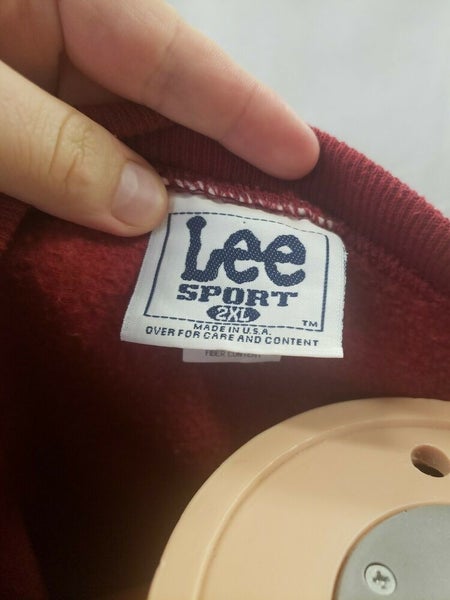 Lee
SPORT
2XL
TM
MADE IN U.S.A.
OVER FOR CARE AND CONTENT
FIBER CONTENT